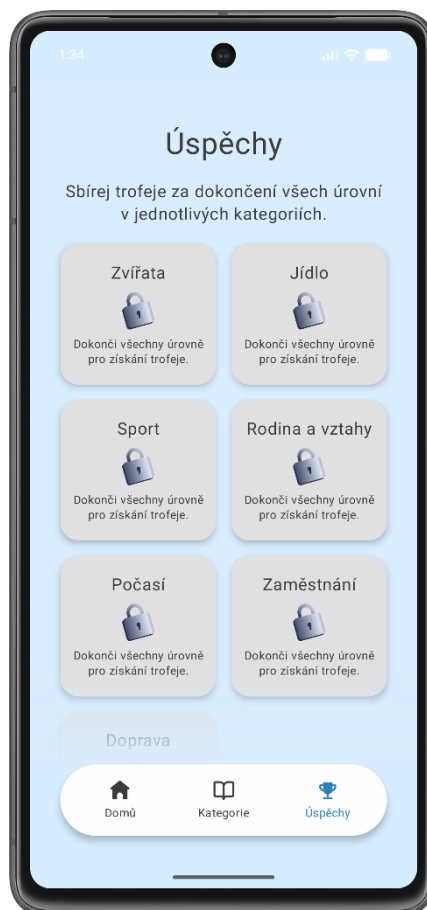 1:34
Úspěchy
Sbírej trofeje za dokončení všech úrovní
v jednotlivých kategoriích.
Zvířata
Dokonči všechny úrovně
pro získání trofeje.
Jídlo
Dokonči všechny úrovně
pro získání trofeje.
Sport
Dokonči všechny úrovně
pro získání trofeje.
Rodina a vztahy
Dokonči všechny úrovně
pro získání trofeje.
Počasí
Dokonči všechny úrovně
pro získání trofeje.
Zaměstnání
Dokonči všechny úrovně
pro získání trofeje.
Doprava
Domů
Kategorie
Úspěchy